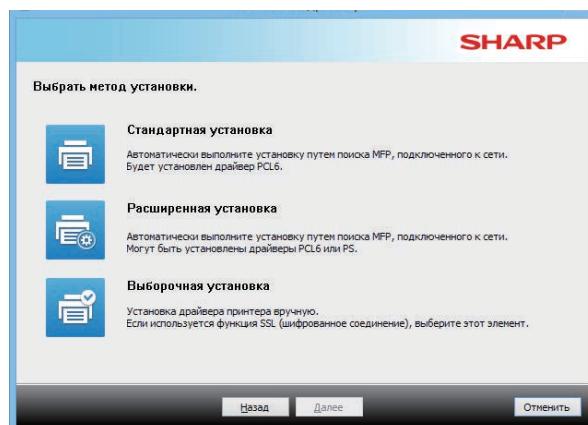 SHARP
Выбрать метод установки.
Стандартная установка
Автоматически выполните установку путем поиска MFP, подключенного к сети.
Будет установлен драйвер PCL6.
Расширенная установка
Автоматически выполните установку путем поиска MFP, подключенного к сети.
Могут быть установлены драйверы PCL6 или PS.
Выборочная установка
Установка драйвера принтера вручную.
Если используется функция SSL (шифрованное соединение), выберите этот элемент.
Назад Далее Отменить